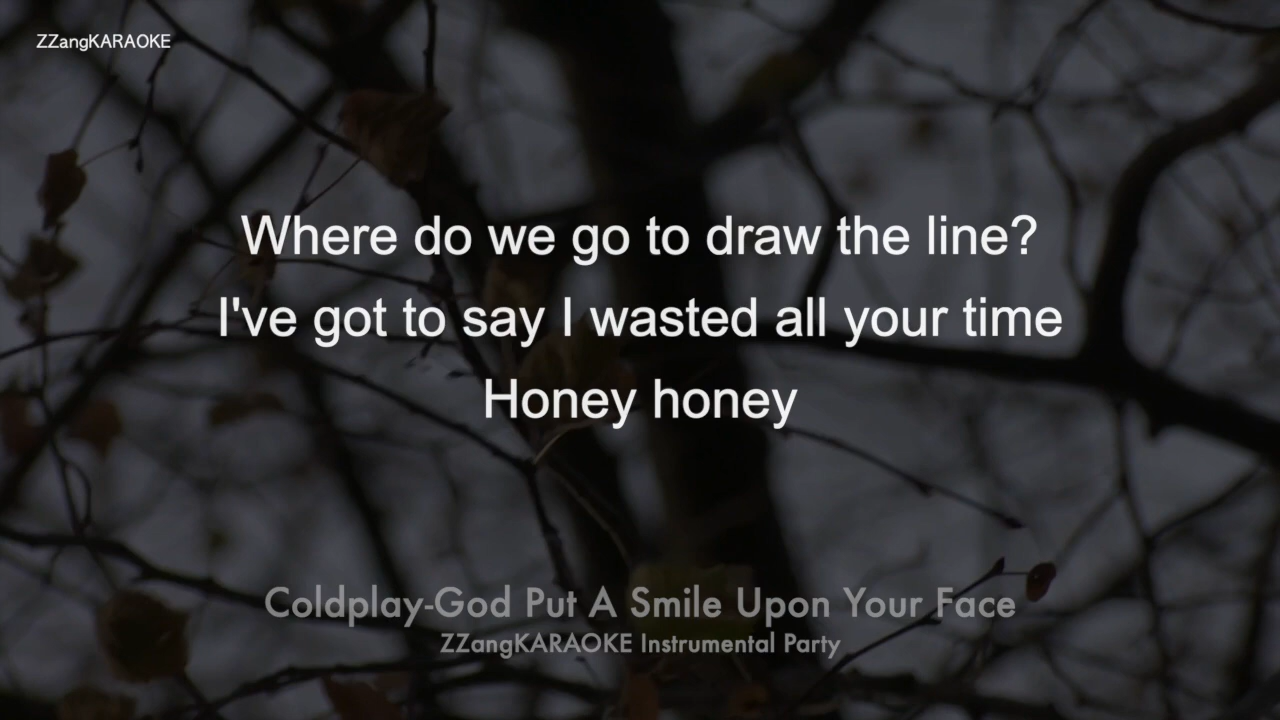 ZZangKARAOKE
Where do we go to draw the line?
I've got to say I wasted all your time
Honey honey
Coldplay-God Put A Smile Upon Your Face
ZZangKARAOKE Instrumental Party